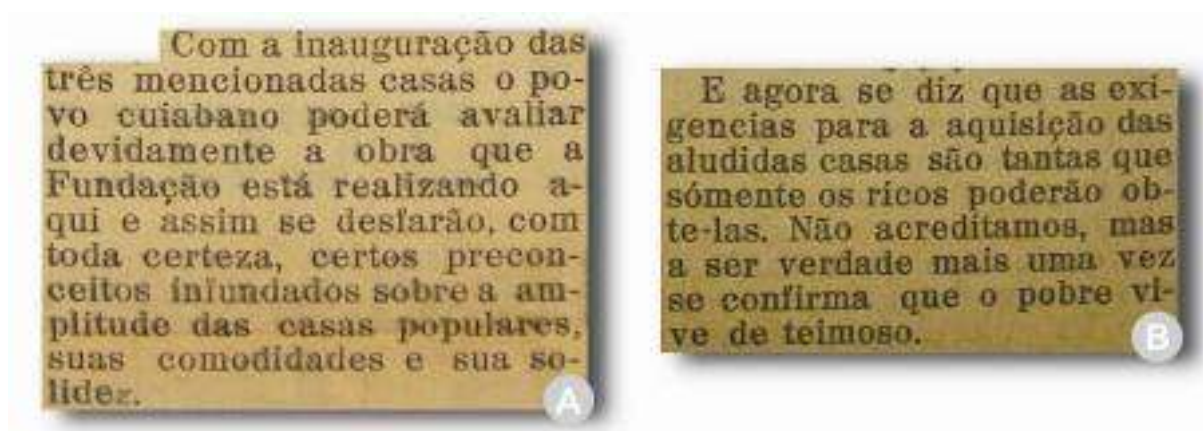 Com a inauguração das
três mencionadas casas o po-
vo cuiabano poderá avaliar
devidamente a obra que a
Fundação está realizando a-
qui e assim se desfarão, com
toda certeza, certos precon-
ceitos infundados sobre a am-
plitude das casas populares,
suas comodidades e sua so-
lidez.
A
E agora se diz que as exi-
gencias para a aquisição das
aludidas casas são tantas que
sómente os ricos poderão ob-
te-las. Não acreditamos, mas
a ser verdade mais uma vez
se confirma que o pobre vi-
ve de teimoso.
B